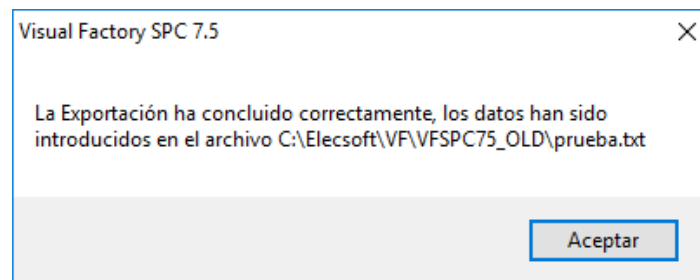 Visual Factory SPC 7.5
La Exportación ha concluido correctamente, los datos han sido
introducidos en el archivo C:\Elecsoft\VF\VFSPC75_OLD\prueba.txt
Aceptar